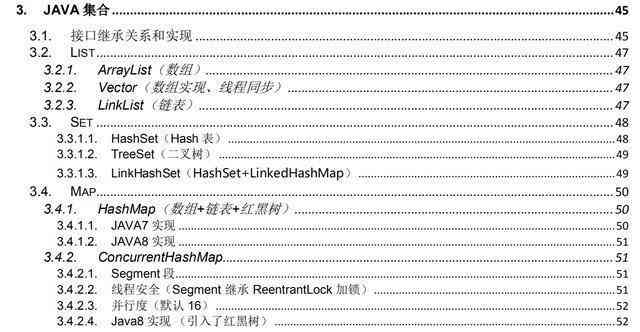 3. JAVA 集合......45
3.1. 接口继承关系和实现......45
3.2. LIST......47
3.2.1. ArrayList（数组）......47
3.2.2. Vector（数组实现、线程同步）......47
3.2.3. LinkList（链表）......47
3.3. SET......48
3.3.1.1. HashSet（Hash 表）......48
3.3.1.2. TreeSet（二叉树）......49
3.3.1.3. LinkHashSet（HashSet+LinkedHashMap）......49
3.4. MAP......50
3.4.1. HashMap（数组+链表+红黑树）......50
3.4.1.1. JAVA7 实现......50
3.4.1.2. JAVA8 实现......51
3.4.2. ConcurrentHashMap......51
3.4.2.1. Segment 段......51
3.4.2.2. 线程安全（Segment 继承 ReentrantLock 加锁）......51
3.4.2.3. 并行度（默认 16）......52
3.4.2.4. Java8 实现 （引入了红黑树）......52